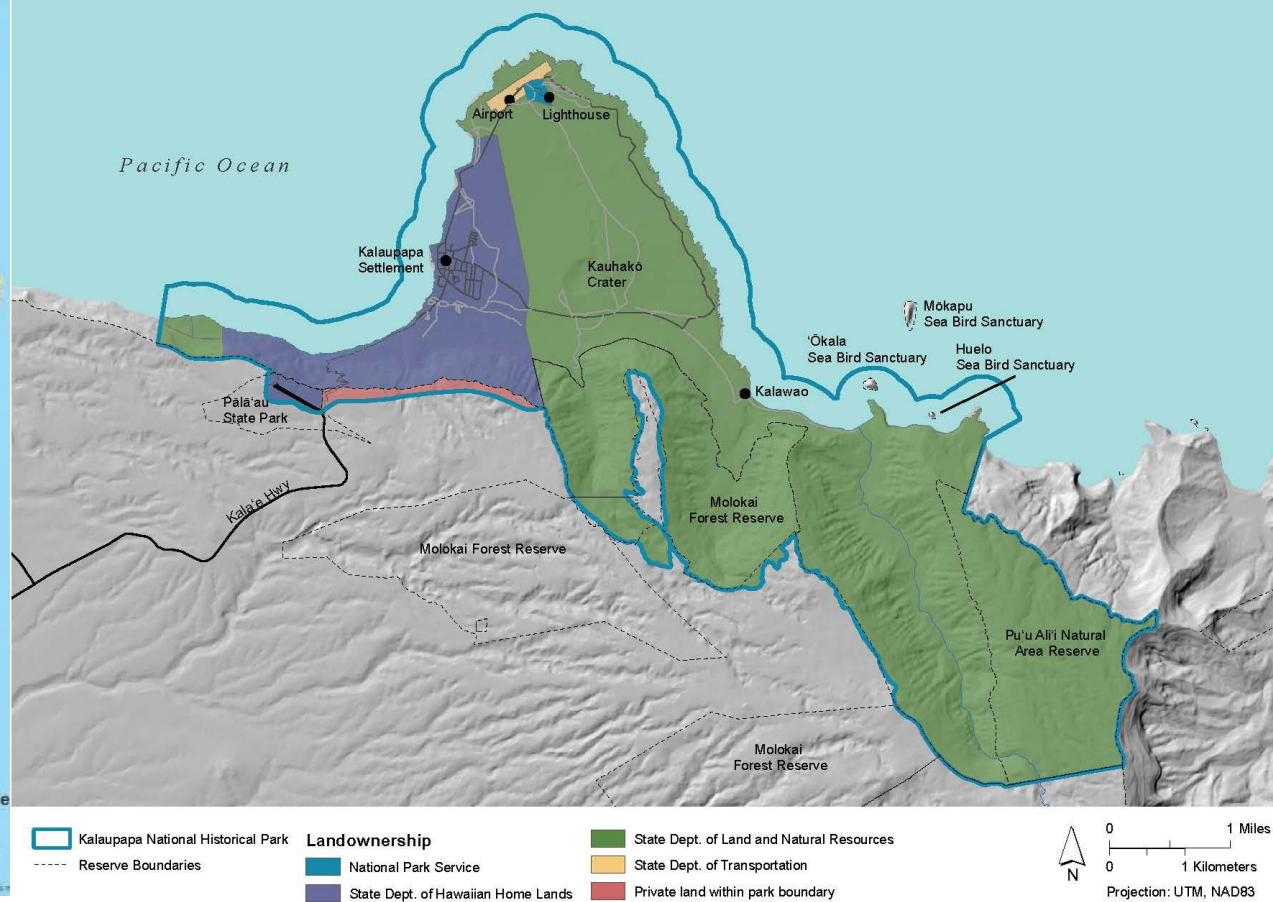 Pacific Ocean
Airport
Lighthouse
Kalaupapa
Settlement
Kauhakō
Crater
Mōkapu
Sea Bird Sanctuary
'Ōkala
Sea Bird Sanctuary
Huelo
Sea Bird Sanctuary
Kalawao
Pālā'au
State Park
Kala'e Hwy
Molokai
Forest Reserve
Molokai Forest Reserve
Pu'u Ali'i Natural
Area Reserve
Molokai
Forest Reserve
e
Kalaupapa National Historical Park
Reserve Boundaries
Landownership
National Park Service
State Dept. of Hawaiian Home Lands
State Dept. of Land and Natural Resources
State Dept. of Transportation
Private land within park boundary
N
0 1 Miles
0 1 Kilometers
Projection: UTM, NAD83